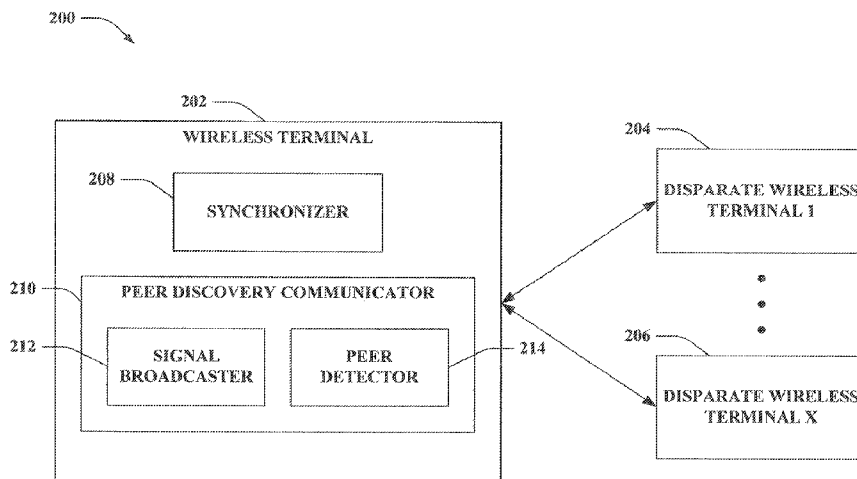 200
202
WIRELESS TERMINAL
208
SYNCHRONIZER
204
DISPARATE WIRELESS
TERMINAL 1
210
PEER DISCOVERY COMMUNICATOR
212
SIGNAL
BROADCASTER
PEER
DETECTOR
214
206
DISPARATE WIRELESS
TERMINAL X